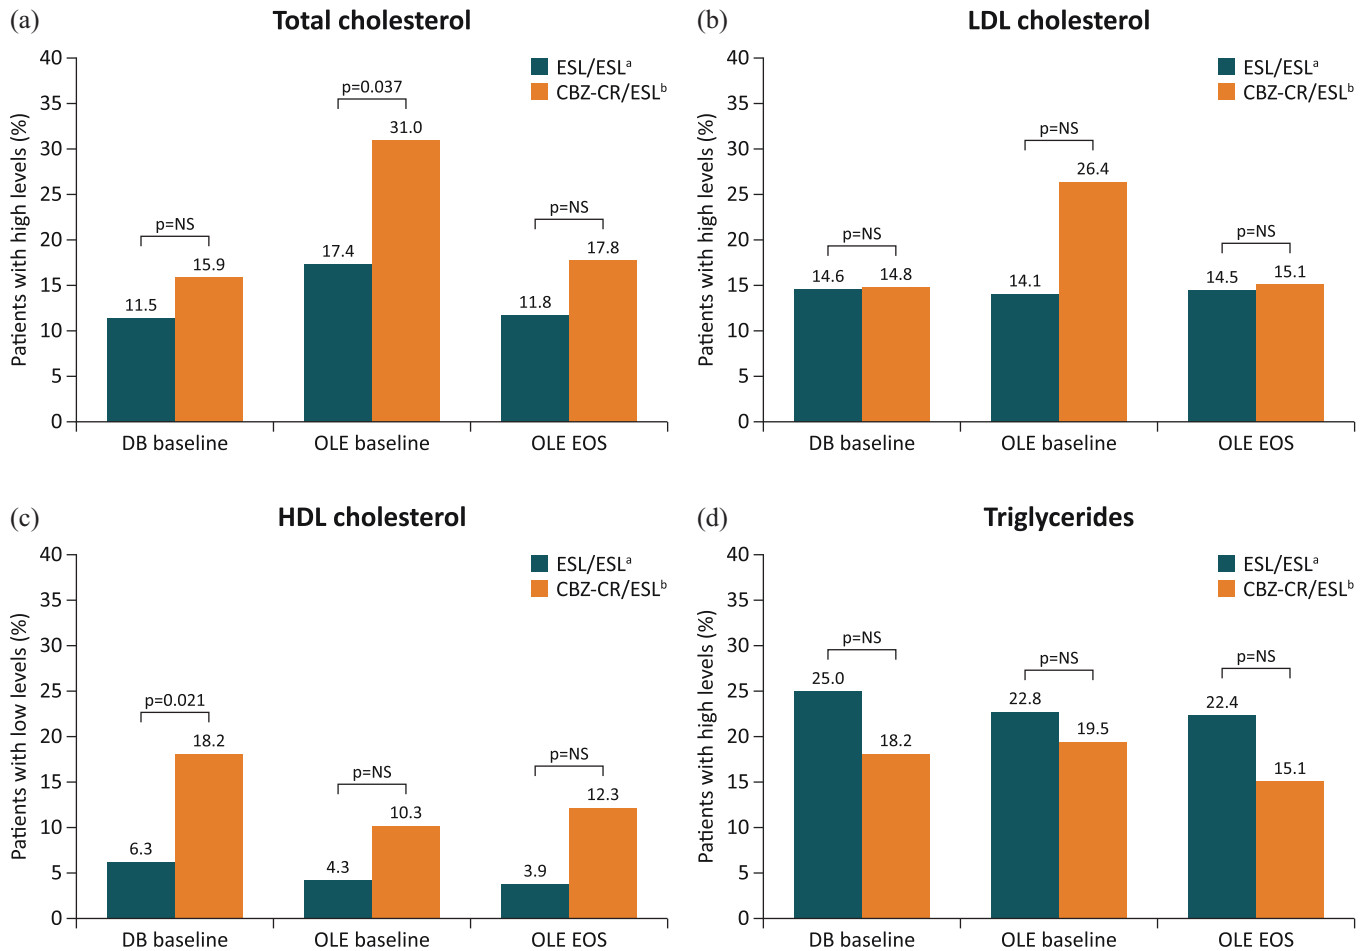 (a)
Total cholesterol
Patients with high levels (%)
40
35
30
25
20
15
10
5
0
ESL/ESLᵃ
CBZ-CR/ESLᵇ
p=NS
11.5
15.9
p=0.037
17.4
31.0
p=NS
11.8
17.8
DB baseline
OLE baseline
OLE EOS
(b)
LDL cholesterol
Patients with high levels (%)
40
35
30
25
20
15
10
5
0
ESL/ESLᵃ
CBZ-CR/ESLᵇ
p=NS
14.6
14.8
p=NS
14.1
26.4
p=NS
14.5
15.1
DB baseline
OLE baseline
OLE EOS
(c)
HDL cholesterol
Patients with low levels (%)
40
35
30
25
20
15
10
5
0
ESL/ESLᵃ
CBZ-CR/ESLᵇ
p=0.021
6.3
18.2
p=NS
4.3
10.3
p=NS
3.9
12.3
DB baseline
OLE baseline
OLE EOS
(d)
Triglycerides
Patients with high levels (%)
40
35
30
25
20
15
10
5
0
ESL/ESLᵃ
CBZ-CR/ESLᵇ
p=NS
25.0
18.2
p=NS
22.8
19.5
p=NS
22.4
15.1
DB baseline
OLE baseline
OLE EOS